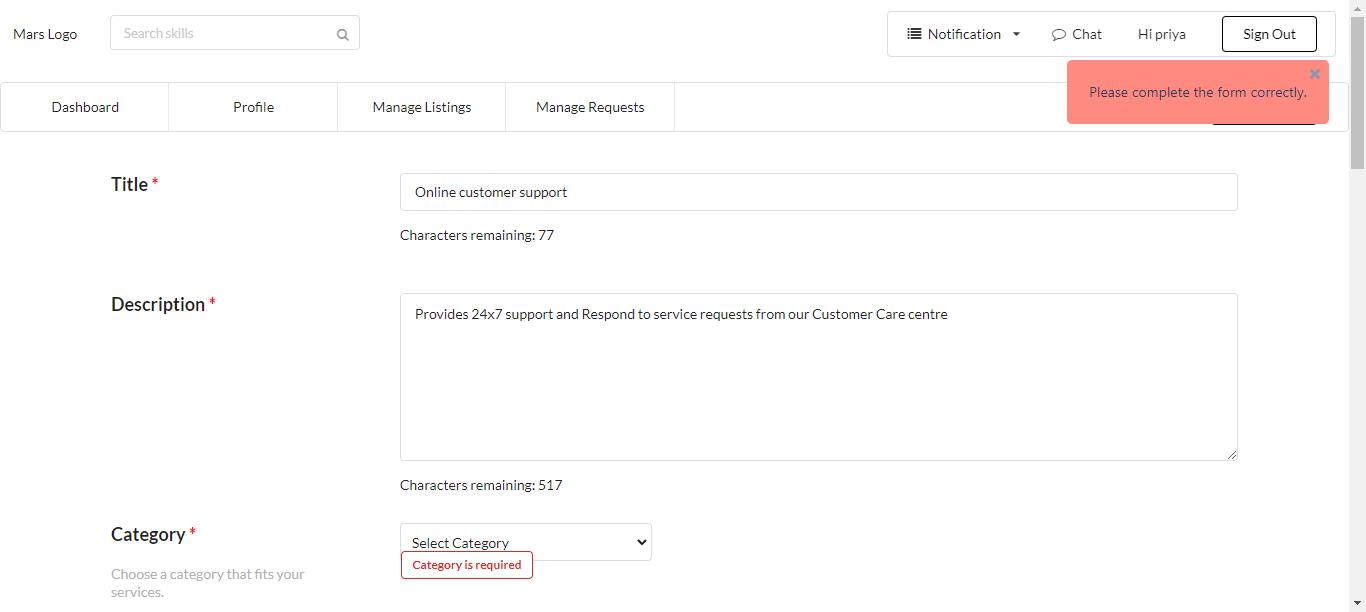 Mars Logo
Search skills
Notification
Chat
Hi priya
Sign Out
Please complete the form correctly.
Dashboard
Profile
Manage Listings
Manage Requests
Title *
Online customer support
Characters remaining: 77
Description *
Provides 24x7 support and Respond to service requests from our Customer Care centre
Characters remaining: 517
Category *
Select Category
Category is required
Choose a category that fits your
services.